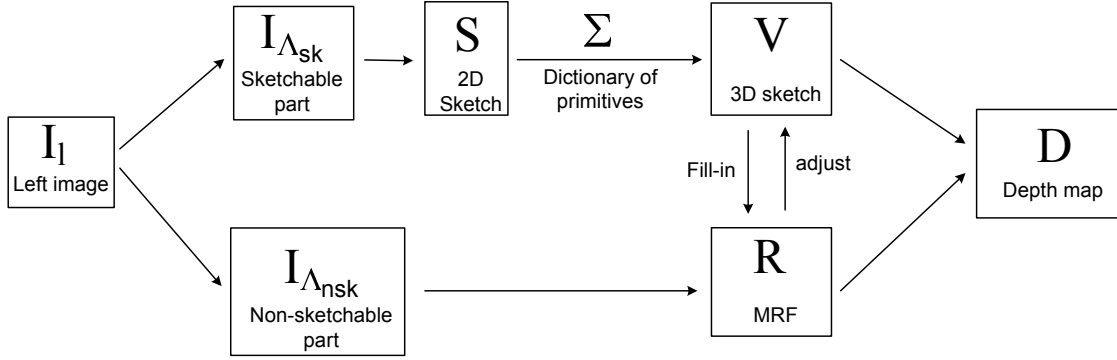 I_Λsk
Sketchable
part
S
2D
Sketch
Σ
Dictionary of
primitives
V
3D sketch
I_l
Left image
Fill-in
adjust
D
Depth map
I_Λnsk
Non-sketchable
part
R
MRF